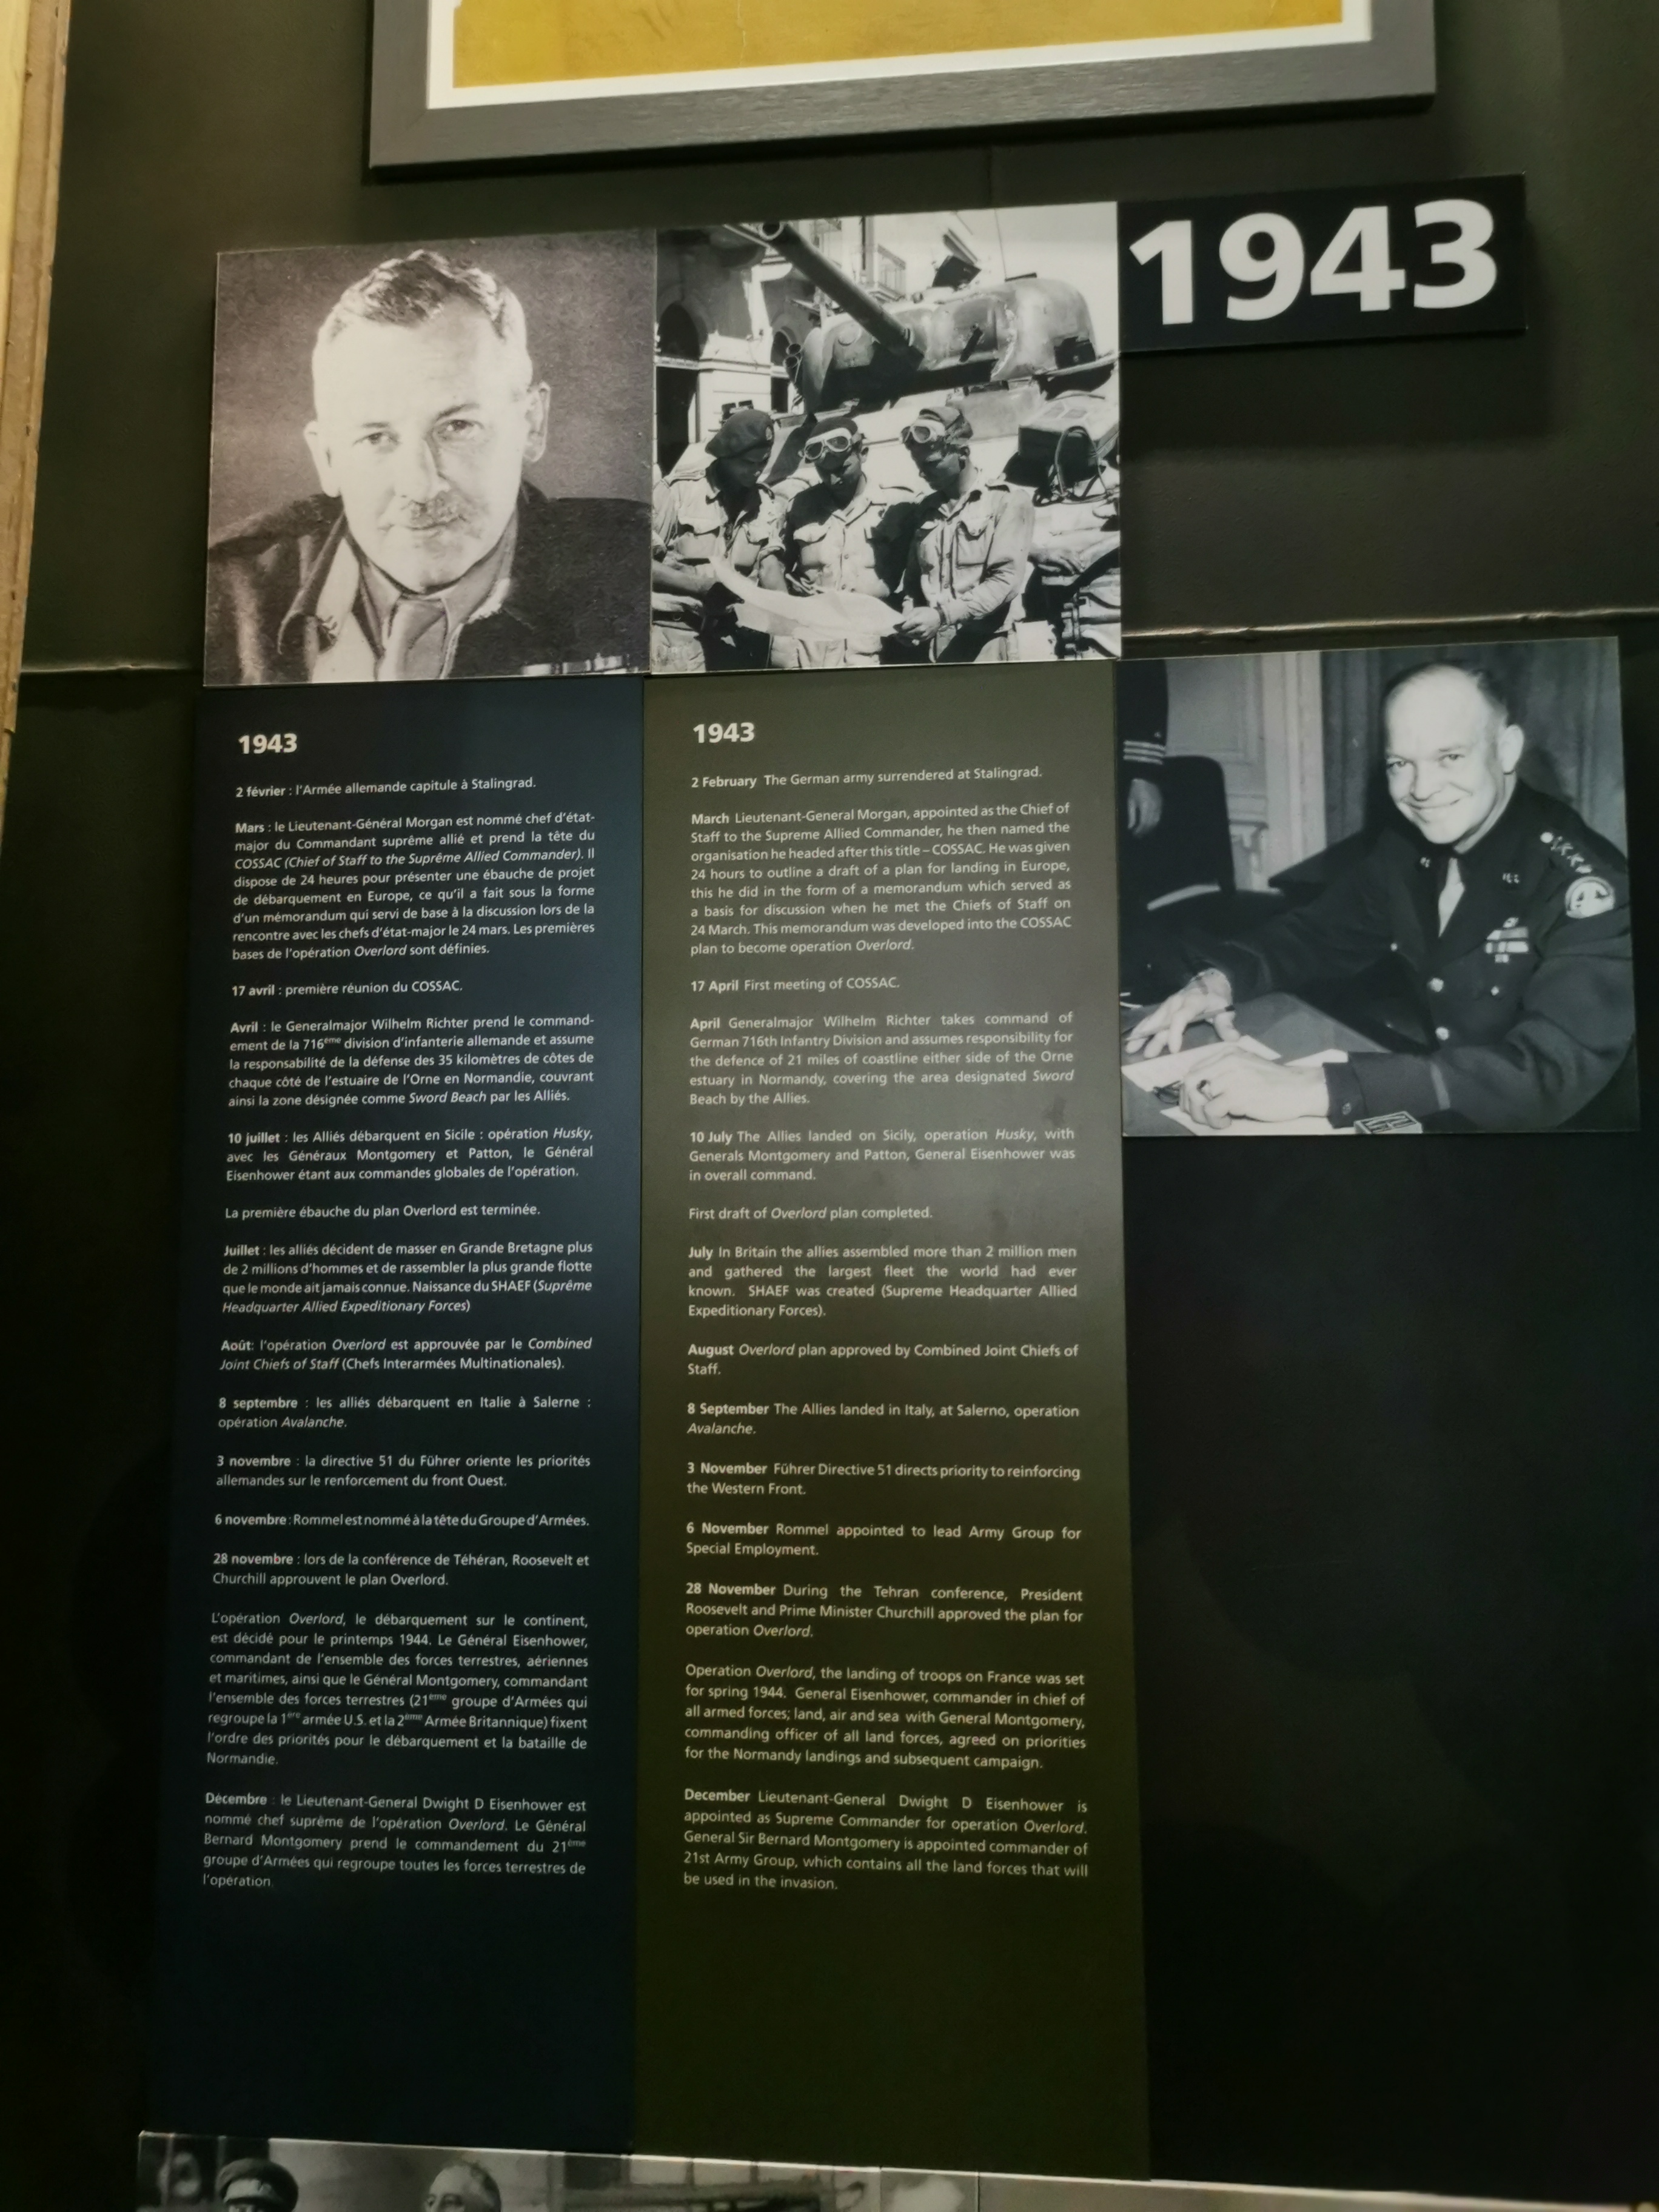 1943
1943
2 février : l'Armée allemande capitule à Stalingrad.
Mars : le Lieutenant-Général Morgan est nommé chef d'état-
major du Commandant suprême allié et prend la tête du
COSSAC (Chief of Staff to the Suprême Allied Commander). Il
dispose de 24 heures pour présenter une ébauche de projet
de débarquement en Europe, ce qu'il a fait sous la forme
d'un mémorandum qui servi de base à la discussion lors de la
rencontre avec les chefs d'état-major le 24 mars. Les premières
bases de l'opération Overlord sont définies.
17 avril : première réunion du COSSAC.
Avril : le Generalmajor Wilhelm Richter prend le command-
ement de la 716ème division d'infanterie allemande et assume
la responsabilité de la défense des 35 kilomètres de côtes de
chaque côté de l'estuaire de l'Orne en Normandie, couvrant
ainsi la zone désignée comme Sword Beach par les Alliés.
10 juillet : les Alliés débarquent en Sicile : opération Husky,
avec les Généraux Montgomery et Patton, le Général
Eisenhower étant aux commandes globales de l'opération.
La première ébauche du plan Overlord est terminée.
Juillet : les alliés décident de masser en Grande Bretagne plus
de 2 millions d'hommes et de rassembler la plus grande flotte
que le monde ait jamais connue. Naissance du SHAEF (Suprême
Headquarter Allied Expeditionary Forces)
Août: l'opération Overlord est approuvée par le Combined
Joint Chiefs of Staff (Chefs Interarmées Multinationales).
8 septembre : les alliés débarquent en Italie à Salerne :
opération Avalanche.
3 novembre : la directive 51 du Führer oriente les priorités
allemandes sur le renforcement du front Ouest.
6 novembre : Rommel est nommé à la tête du Groupe d'Armées.
28 novembre : lors de la conférence de Téhéran, Roosevelt et
Churchill approuvent le plan Overlord.
L'opération Overlord, le débarquement sur le continent,
est décidé pour le printemps 1944. Le Général Eisenhower,
commandant de l'ensemble des forces terrestres, aériennes
et maritimes, ainsi que le Général Montgomery, commandant
l'ensemble des forces terrestres (21ème groupe d'Armées qui
regroupe la 1ère armée U.S. et la 2ème Armée Britannique) fixent
l'ordre des priorités pour le débarquement et la bataille de
Normandie.
Décembre : le Lieutenant-General Dwight D Eisenhower est
nommé chef suprême de l'opération Overlord. Le Général
Bernard Montgomery prend le commandement du 21ème
groupe d'Armées qui regroupe toutes les forces terrestres de
l'opération.
1943
2 February The German army surrendered at Stalingrad.
March Lieutenant-General Morgan, appointed as the Chief of
Staff to the Supreme Allied Commander, he then named the
organisation he headed after this title – COSSAC. He was given
24 hours to outline a draft of a plan for landing in Europe,
this he did in the form of a memorandum which served as
a basis for discussion when he met the Chiefs of Staff on
24 March. This memorandum was developed into the COSSAC
plan to become operation Overlord.
17 April First meeting of COSSAC.
April Generalmajor Wilhelm Richter takes command of
German 716th Infantry Division and assumes responsibility for
the defence of 21 miles of coastline either side of the Orne
estuary in Normandy, covering the area designated Sword
Beach by the Allies.
10 July The Allies landed on Sicily, operation Husky, with
Generals Montgomery and Patton, General Eisenhower was
in overall command.
First draft of Overlord plan completed.
July In Britain the allies assembled more than 2 million men
and gathered the largest fleet the world had ever
known. SHAEF was created (Supreme Headquarter Allied
Expeditionary Forces).
August Overlord plan approved by Combined Joint Chiefs of
Staff.
8 September The Allies landed in Italy, at Salerno, operation
Avalanche.
3 November Führer Directive 51 directs priority to reinforcing
the Western Front.
6 November Rommel appointed to lead Army Group for
Special Employment.
28 November During the Tehran conference, President
Roosevelt and Prime Minister Churchill approved the plan for
operation Overlord.
Operation Overlord, the landing of troops on France was set
for spring 1944. General Eisenhower, commander in chief of
all armed forces; land, air and sea with General Montgomery,
commanding officer of all land forces, agreed on priorities
for the Normandy landings and subsequent campaign.
December Lieutenant-General Dwight D Eisenhower is
appointed as Supreme Commander for operation Overlord.
General Sir Bernard Montgomery is appointed commander of
21st Army Group, which contains all the land forces that will
be used in the invasion.